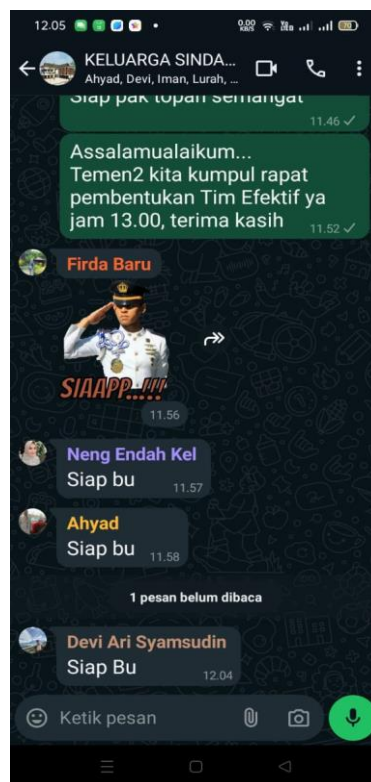 12.05
0.00
KB/S
KELUARGA SINDA...
Ahyad, Devi, Iman, Lurah, ...
Siap pak topan semangat
11.46
Assalamualaikum...
Temen2 kita kumpul rapat
pembentukan Tim Efektif ya
jam 13.00, terima kasih
11.52
Firda Baru
SIAAPP..!!!
11.56
Neng Endah Kel
Siap bu
11.57
Ahyad
Siap bu
11.58
1 pesan belum dibaca
Devi Ari Syamsudin
Siap Bu
12.04
Ketik pesan